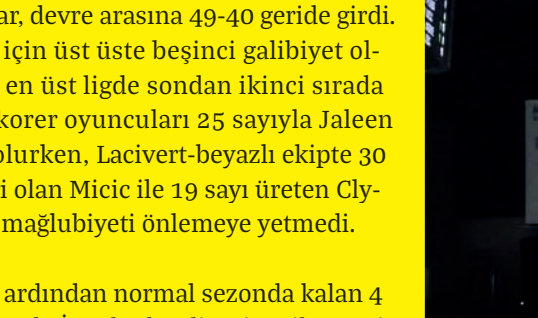 ar, devre arasına 49-40 geride girdi.
için üst üste beşinci galibiyet ol-
en üst ligde sondan ikinci sırada
korer oyuncuları 25 sayıyla Jaleen
olurken, Lacivert-beyazlı ekipte 30
i olan Micic ile 19 sayı üreten Cly-
mağlubiyeti önlemeye yetmedi.
ardından normal sezonda kalan 4